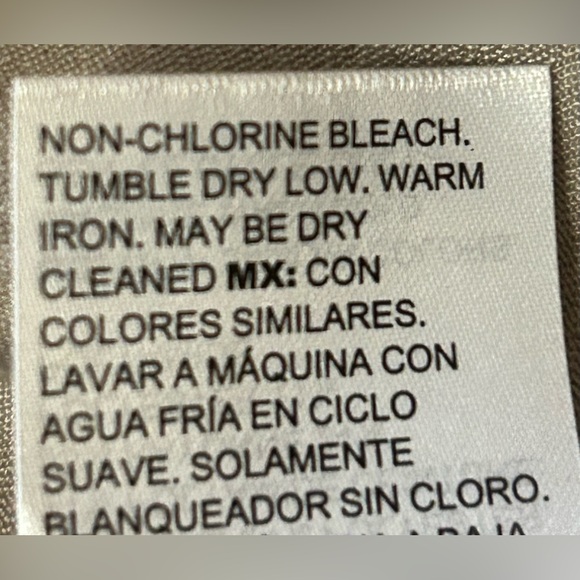 NON-CHLORINE BLEACH.
TUMBLE DRY LOW. WARM
IRON. MAY BE DRY
CLEANED MX: CON
COLORES SIMILARES.
LAVAR A MÁQUINA CON
AGUA FRÍA EN CICLO
SUAVE. SOLAMENTE
BLANQUEADOR SIN CLORO.
A BAJA